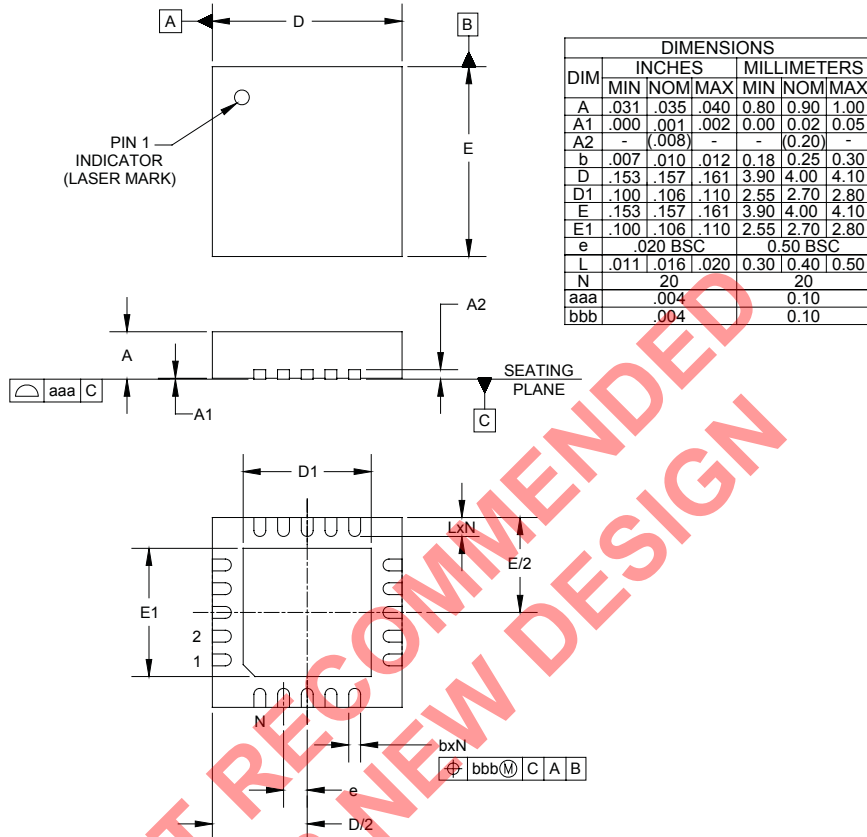 A
D
B
PIN 1
INDICATOR
(LASER MARK)
E
DIMENSIONS
DIM INCHES MILLIMETERS
MIN NOM MAX MIN NOM MAX
A .031 .035 .040 0.80 0.90 1.00
A1 .000 .001 .002 0.00 0.02 0.05
A2 - (.008) - - (0.20) -
b .007 .010 .012 0.18 0.25 0.30
D .153 .157 .161 3.90 4.00 4.10
D1 .100 .106 .110 2.55 2.70 2.80
E .153 .157 .161 3.90 4.00 4.10
E1 .100 .106 .110 2.55 2.70 2.80
e .020 BSC 0.50 BSC
L .011 .016 .020 0.30 0.40 0.50
N 20 20
aaa .004 0.10
bbb .004 0.10
A2
A
SEATING
PLANE
aaa C
A1
C
D1
LxN
E/2
E1
2
1
N
bxN
bbb Ⓜ C A B
e
D/2
T RECOMMENDED
NEW DESIGN